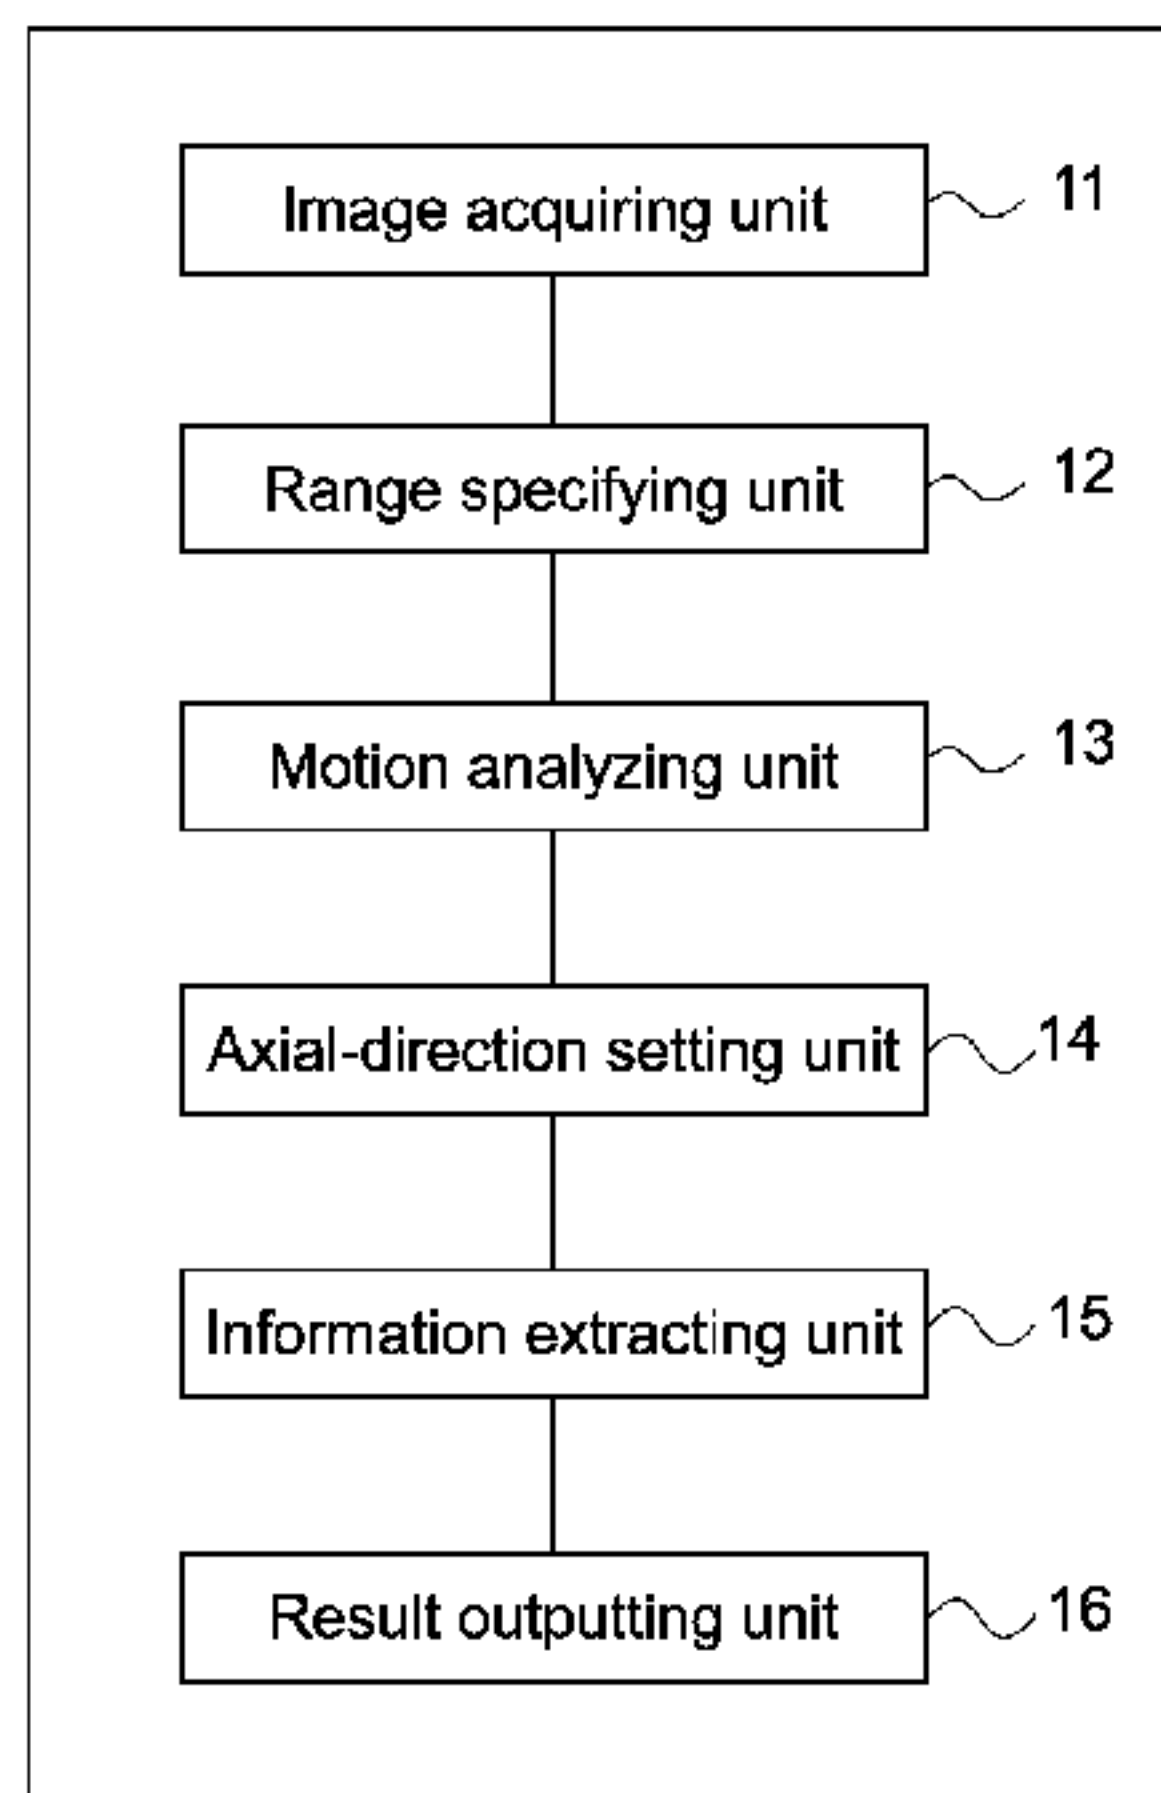 Image acquiring unit 11
Range specifying unit 12
Motion analyzing unit 13
Axial-direction setting unit 14
Information extracting unit 15
Result outputting unit 16